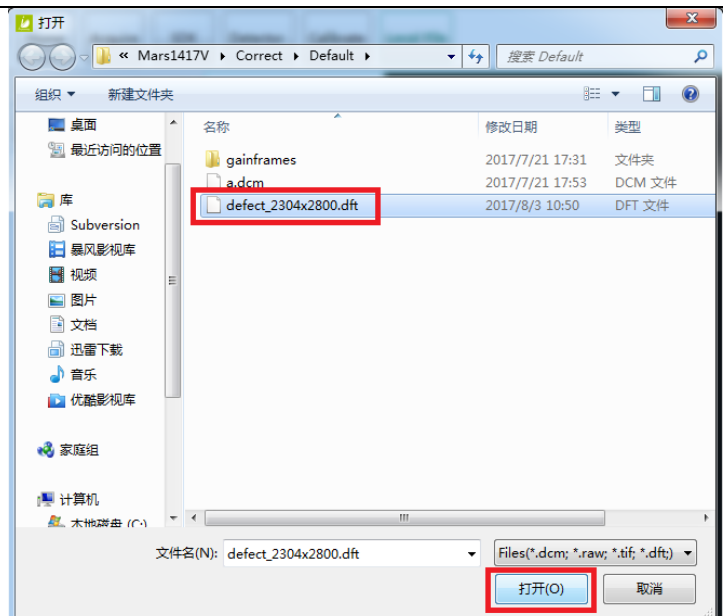 打开
« Mars1417V ▸ Correct ▸ Default ▸
搜索 Default
组织 新建文件夹
桌面
最近访问的位置
库
Subversion
暴风影视库
视频
图片
文档
迅雷下载
音乐
优酷影视库
家庭组
计算机
本地磁盘 (C:)
名称 修改日期 类型
gainframes 2017/7/21 17:31 文件夹
a.dcm 2017/7/21 17:53 DCM 文件
defect_2304x2800.dft 2017/8/3 10:50 DFT 文件
文件名(N): defect_2304x2800.dft Files(*.dcm; *.raw; *.tif; *.dft;)
打开(O) 取消